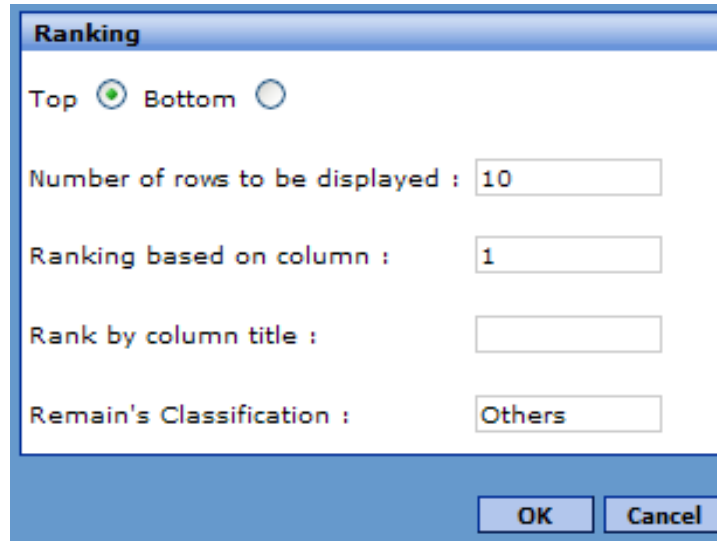 Ranking
Top Bottom
Number of rows to be displayed : 10
Ranking based on column : 1
Rank by column title :
Remain's Classification : Others
OK Cancel